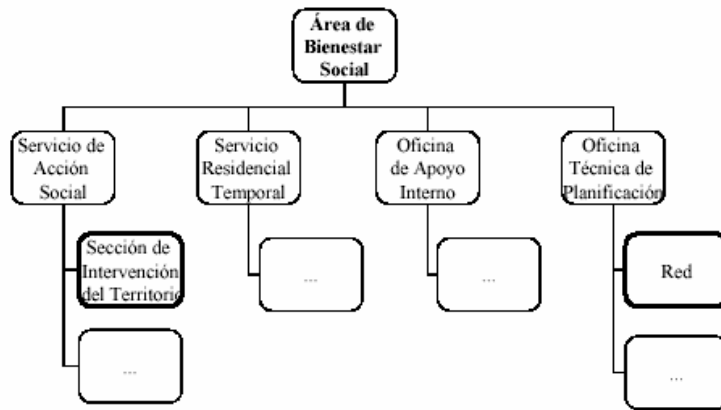 Área de
Bienestar
Social
Servicio de
Acción
Social
Servicio
Residencial
Temporal
Oficina
de Apoyo
Interno
Oficina
Técnica de
Planificación
Sección de
Intervención
del Territorio
...
...
Red
...
...